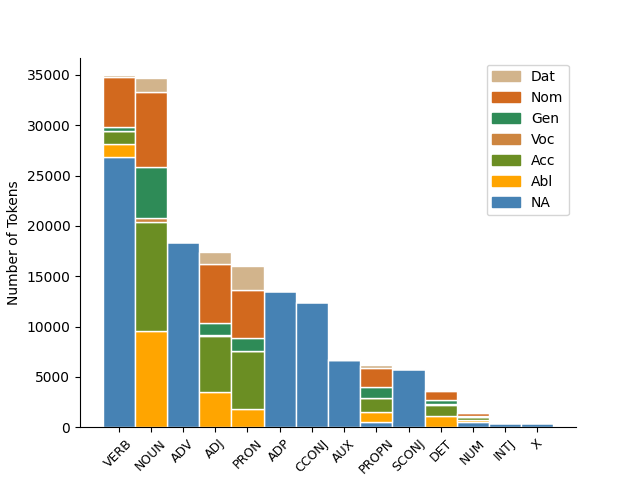 35000
30000
25000
20000
15000
10000
5000
0
Number of Tokens
Dat
Nom
Gen
Voc
Acc
Abl
NA
VERB
NOUN
ADV
ADJ
PRON
ADP
CCONJ
AUX
PROPN
SCONJ
DET
NUM
INTJ
X